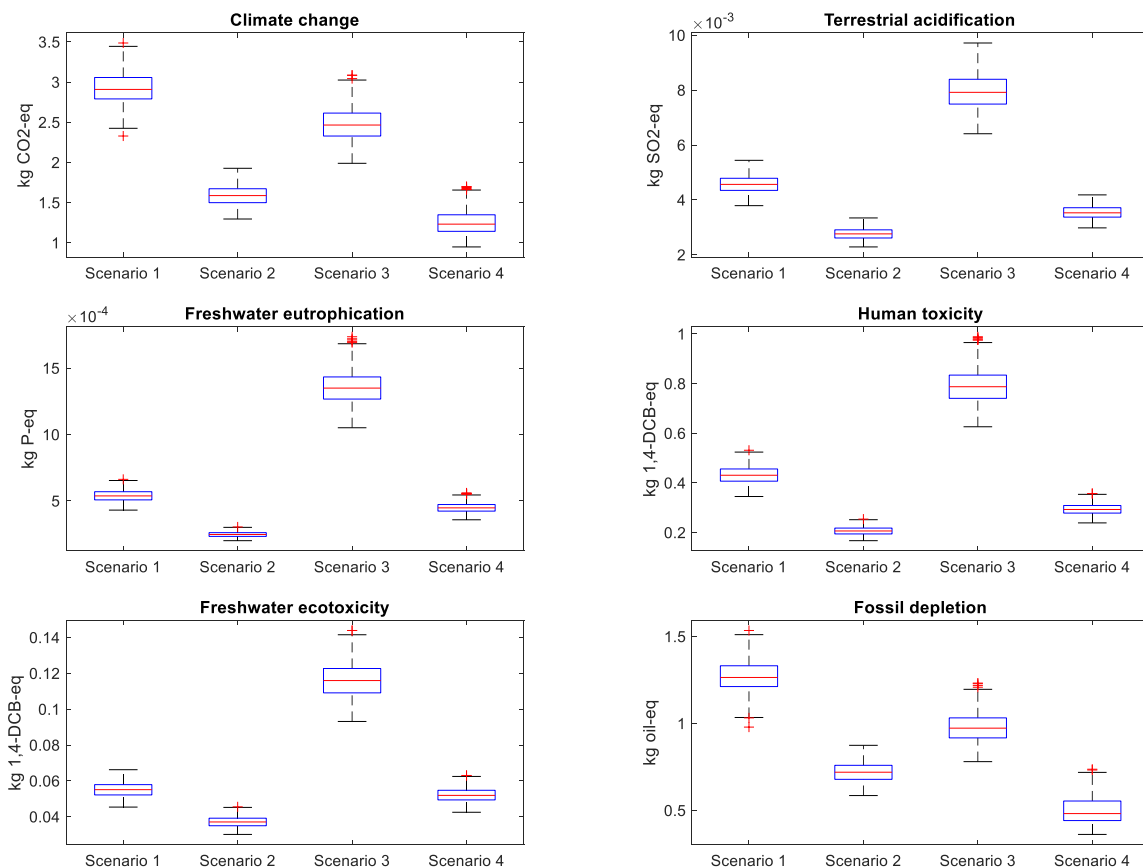 Climate change
3.5
3
2.5
2
1.5
1
kg CO2-eq
Scenario 1 Scenario 2 Scenario 3 Scenario 4
Terrestrial acidification
×10⁻³
10
8
6
4
2
kg SO2-eq
Scenario 1 Scenario 2 Scenario 3 Scenario 4
Freshwater eutrophication
×10⁻⁴
15
10
5
kg P-eq
Scenario 1 Scenario 2 Scenario 3 Scenario 4
Human toxicity
1
0.8
0.6
0.4
0.2
kg 1,4-DCB-eq
Scenario 1 Scenario 2 Scenario 3 Scenario 4
Freshwater ecotoxicity
0.14
0.12
0.1
0.08
0.06
0.04
kg 1,4-DCB-eq
Scenario 1 Scenario 2 Scenario 3 Scenario 4
Fossil depletion
1.5
1
0.5
kg oil-eq
Scenario 1 Scenario 2 Scenario 3 Scenario 4